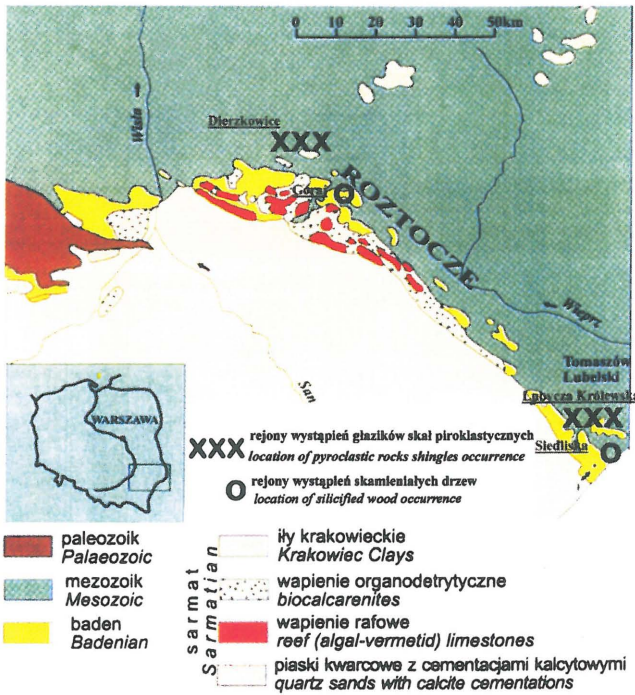 0 10 20 30 40 50km
Wisła
Dierzkowice
XXX
Goraj
O
ROZTOCZE
Wieprz
San
Tomaszów
Lubelski
Lubycza Królewska
XXX
Siedliska
O
WARSZAWA
XXX rejony wystąpień głazików skał piroklastycznych
location of pyroclastic rocks shingles occurrence
O rejony wystąpień skamieniałych drzew
location of silicified wood occurrence
paleozoik
Palaeozoic
mezozoik
Mesozoic
baden
Badenian
sarmat
Sarmatian
iły krakowieckie
Krakowiec Clays
wapienie organodetrytyczne
biocalcarenites
wapienie rafowe
reef (algal-vermetid) limestones
piaski kwarcowe z cementacjami kalcytowymi
quartz sands with calcite cementations